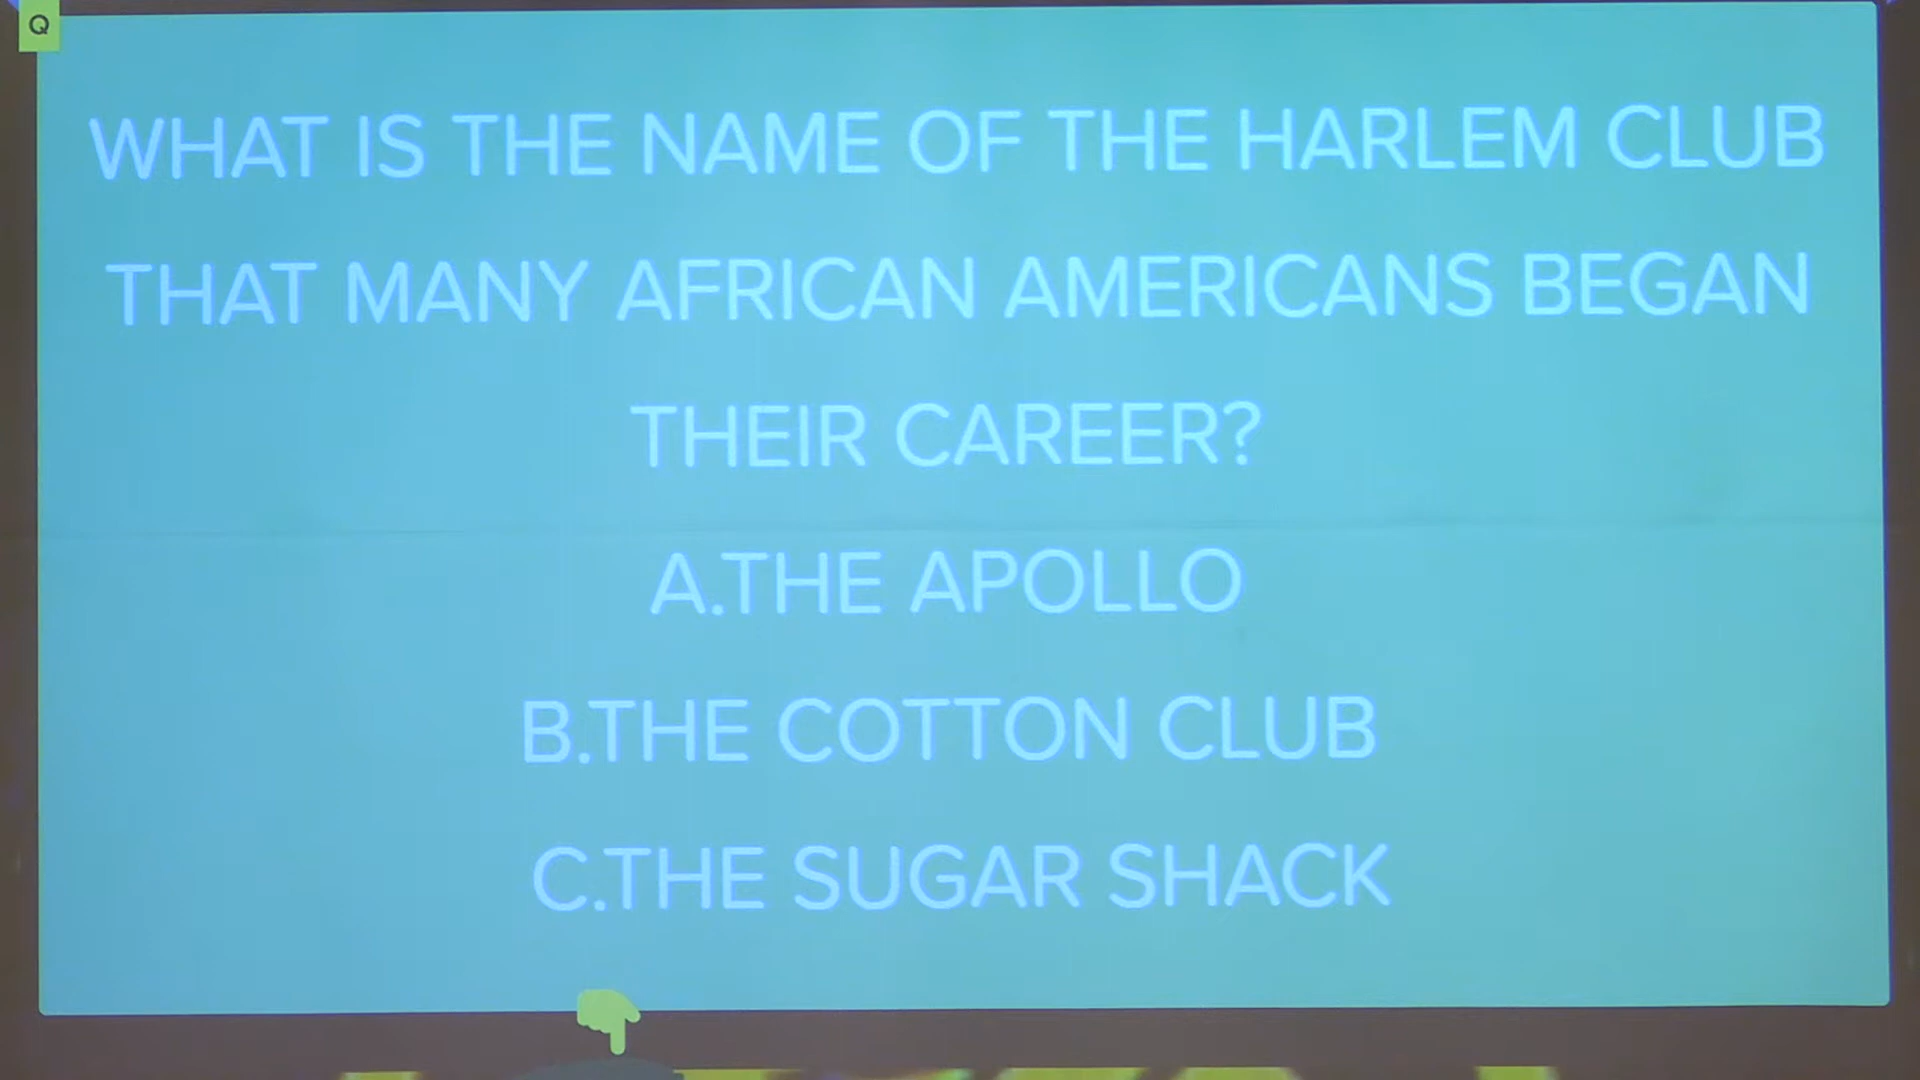 Q
WHAT IS THE NAME OF THE HARLEM CLUB
THAT MANY AFRICAN AMERICANS BEGAN
THEIR CAREER?
A.THE APOLLO
B.THE COTTON CLUB
C.THE SUGAR SHACK